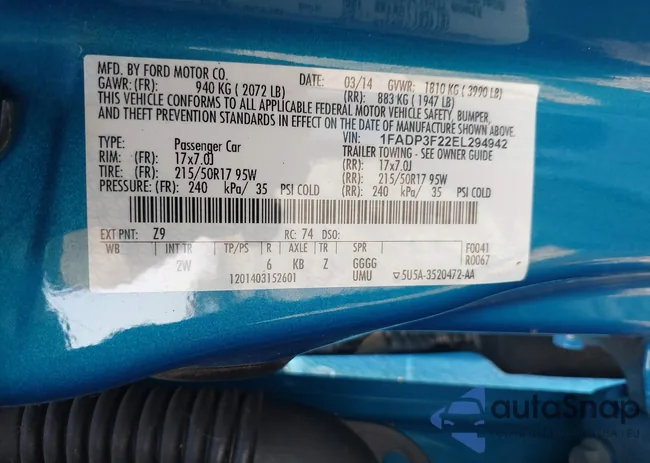 MFD. BY FORD MOTOR CO.
DATE: 03/14 GVWR: 1810 KG ( 3990 LB)
GAWR: (FR): 940 KG ( 2072 LB) (RR): 883 KG ( 1947 LB)
THIS VEHICLE CONFORMS TO ALL APPLICABLE FEDERAL MOTOR VEHICLE SAFETY, BUMPER,
AND THEFT PREVENTION STANDARDS IN EFFECT ON THE DATE OF MANUFACTURE SHOWN ABOVE.
VIN: 1FADP3F22EL294942
TYPE: Passenger Car TRAILER TOWING - SEE OWNER GUIDE
RIM: (FR): 17x7.0J (RR): 17x7.0J
TIRE: (FR): 215/50R17 95W (RR): 215/50R17 95W
PRESSURE: (FR): 240 kPa/ 35 PSI COLD (RR): 240 kPa/ 35 PSI COLD
EXT PNT: Z9 RC: 74 DSO: F0041
WB INT TR TP/PS R AXLE TR SPR R0067
2W 6 KB Z GGGG
1201403152601 UMU ▽5U5A-3520472-AA
autoSnap